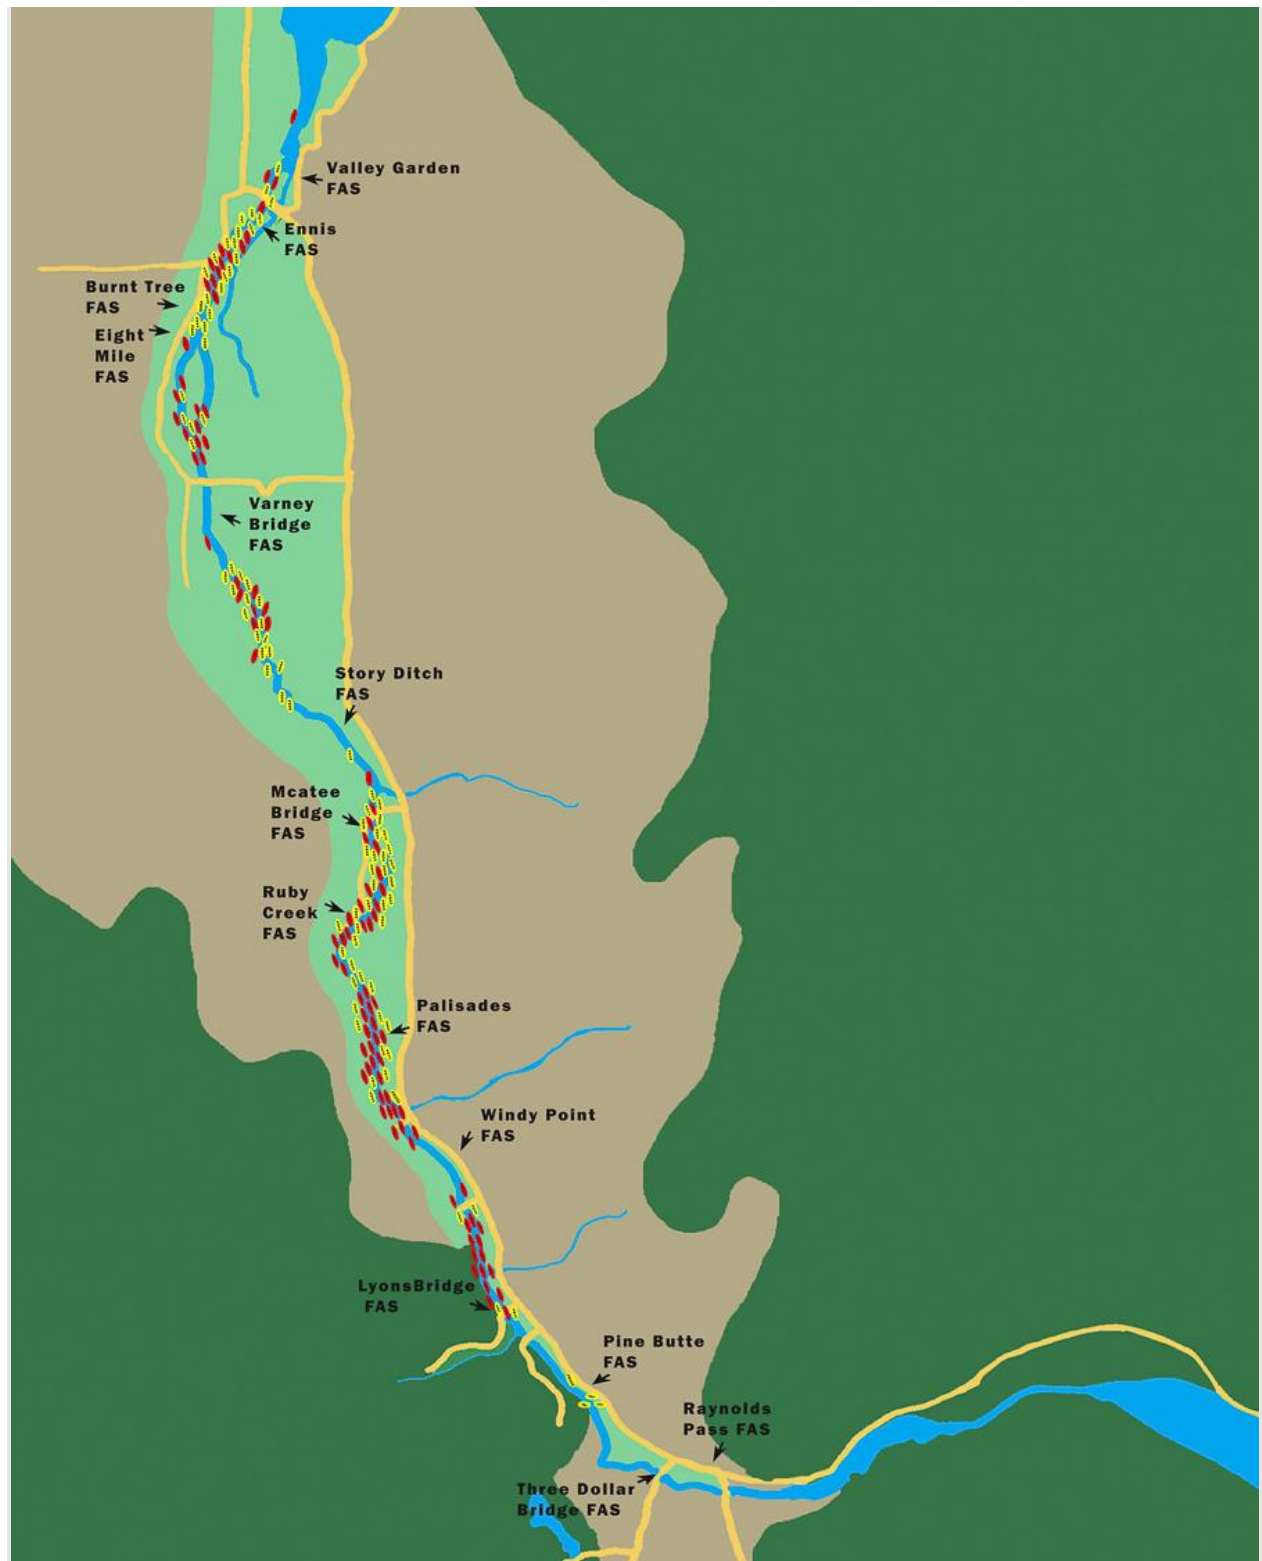 Valley Garden
FAS
Ennis
FAS
Burnt Tree
FAS
Eight
Mile
FAS
Varney
Bridge
FAS
Story Ditch
FAS
Mcatee
Bridge
FAS
Ruby
Creek
FAS
Palisades
FAS
Windy Point
FAS
LyonsBridge
FAS
Pine Butte
FAS
Raynolds
Pass FAS
Three Dollar
Bridge FAS